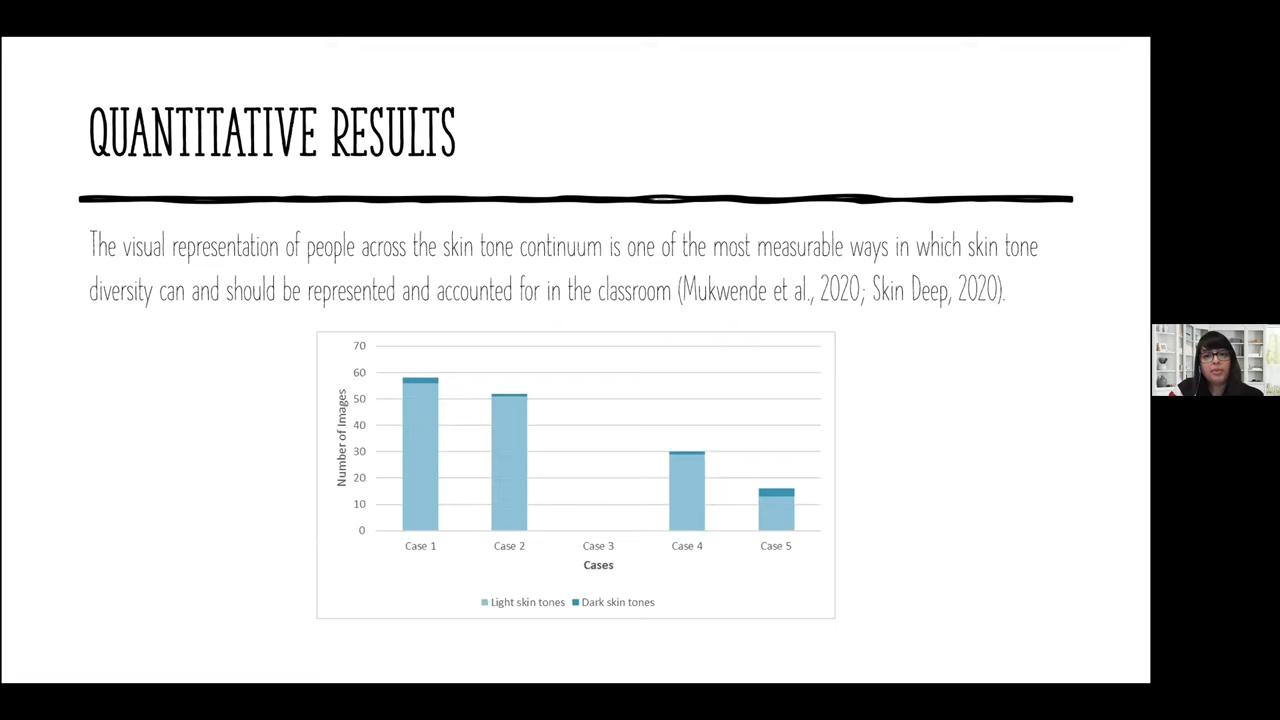 QUANTITATIVE RESULTS
The visual representation of people across the skin tone continuum is one of the most measurable ways in which skin tone
diversity can and should be represented and accounted for in the classroom (Mukwende et al., 2020; Skin Deep, 2020).
70
60
50
40
30
20
10
0
Number of Images
Case 1 Case 2 Case 3 Case 4 Case 5
Cases
Light skin tones Dark skin tones